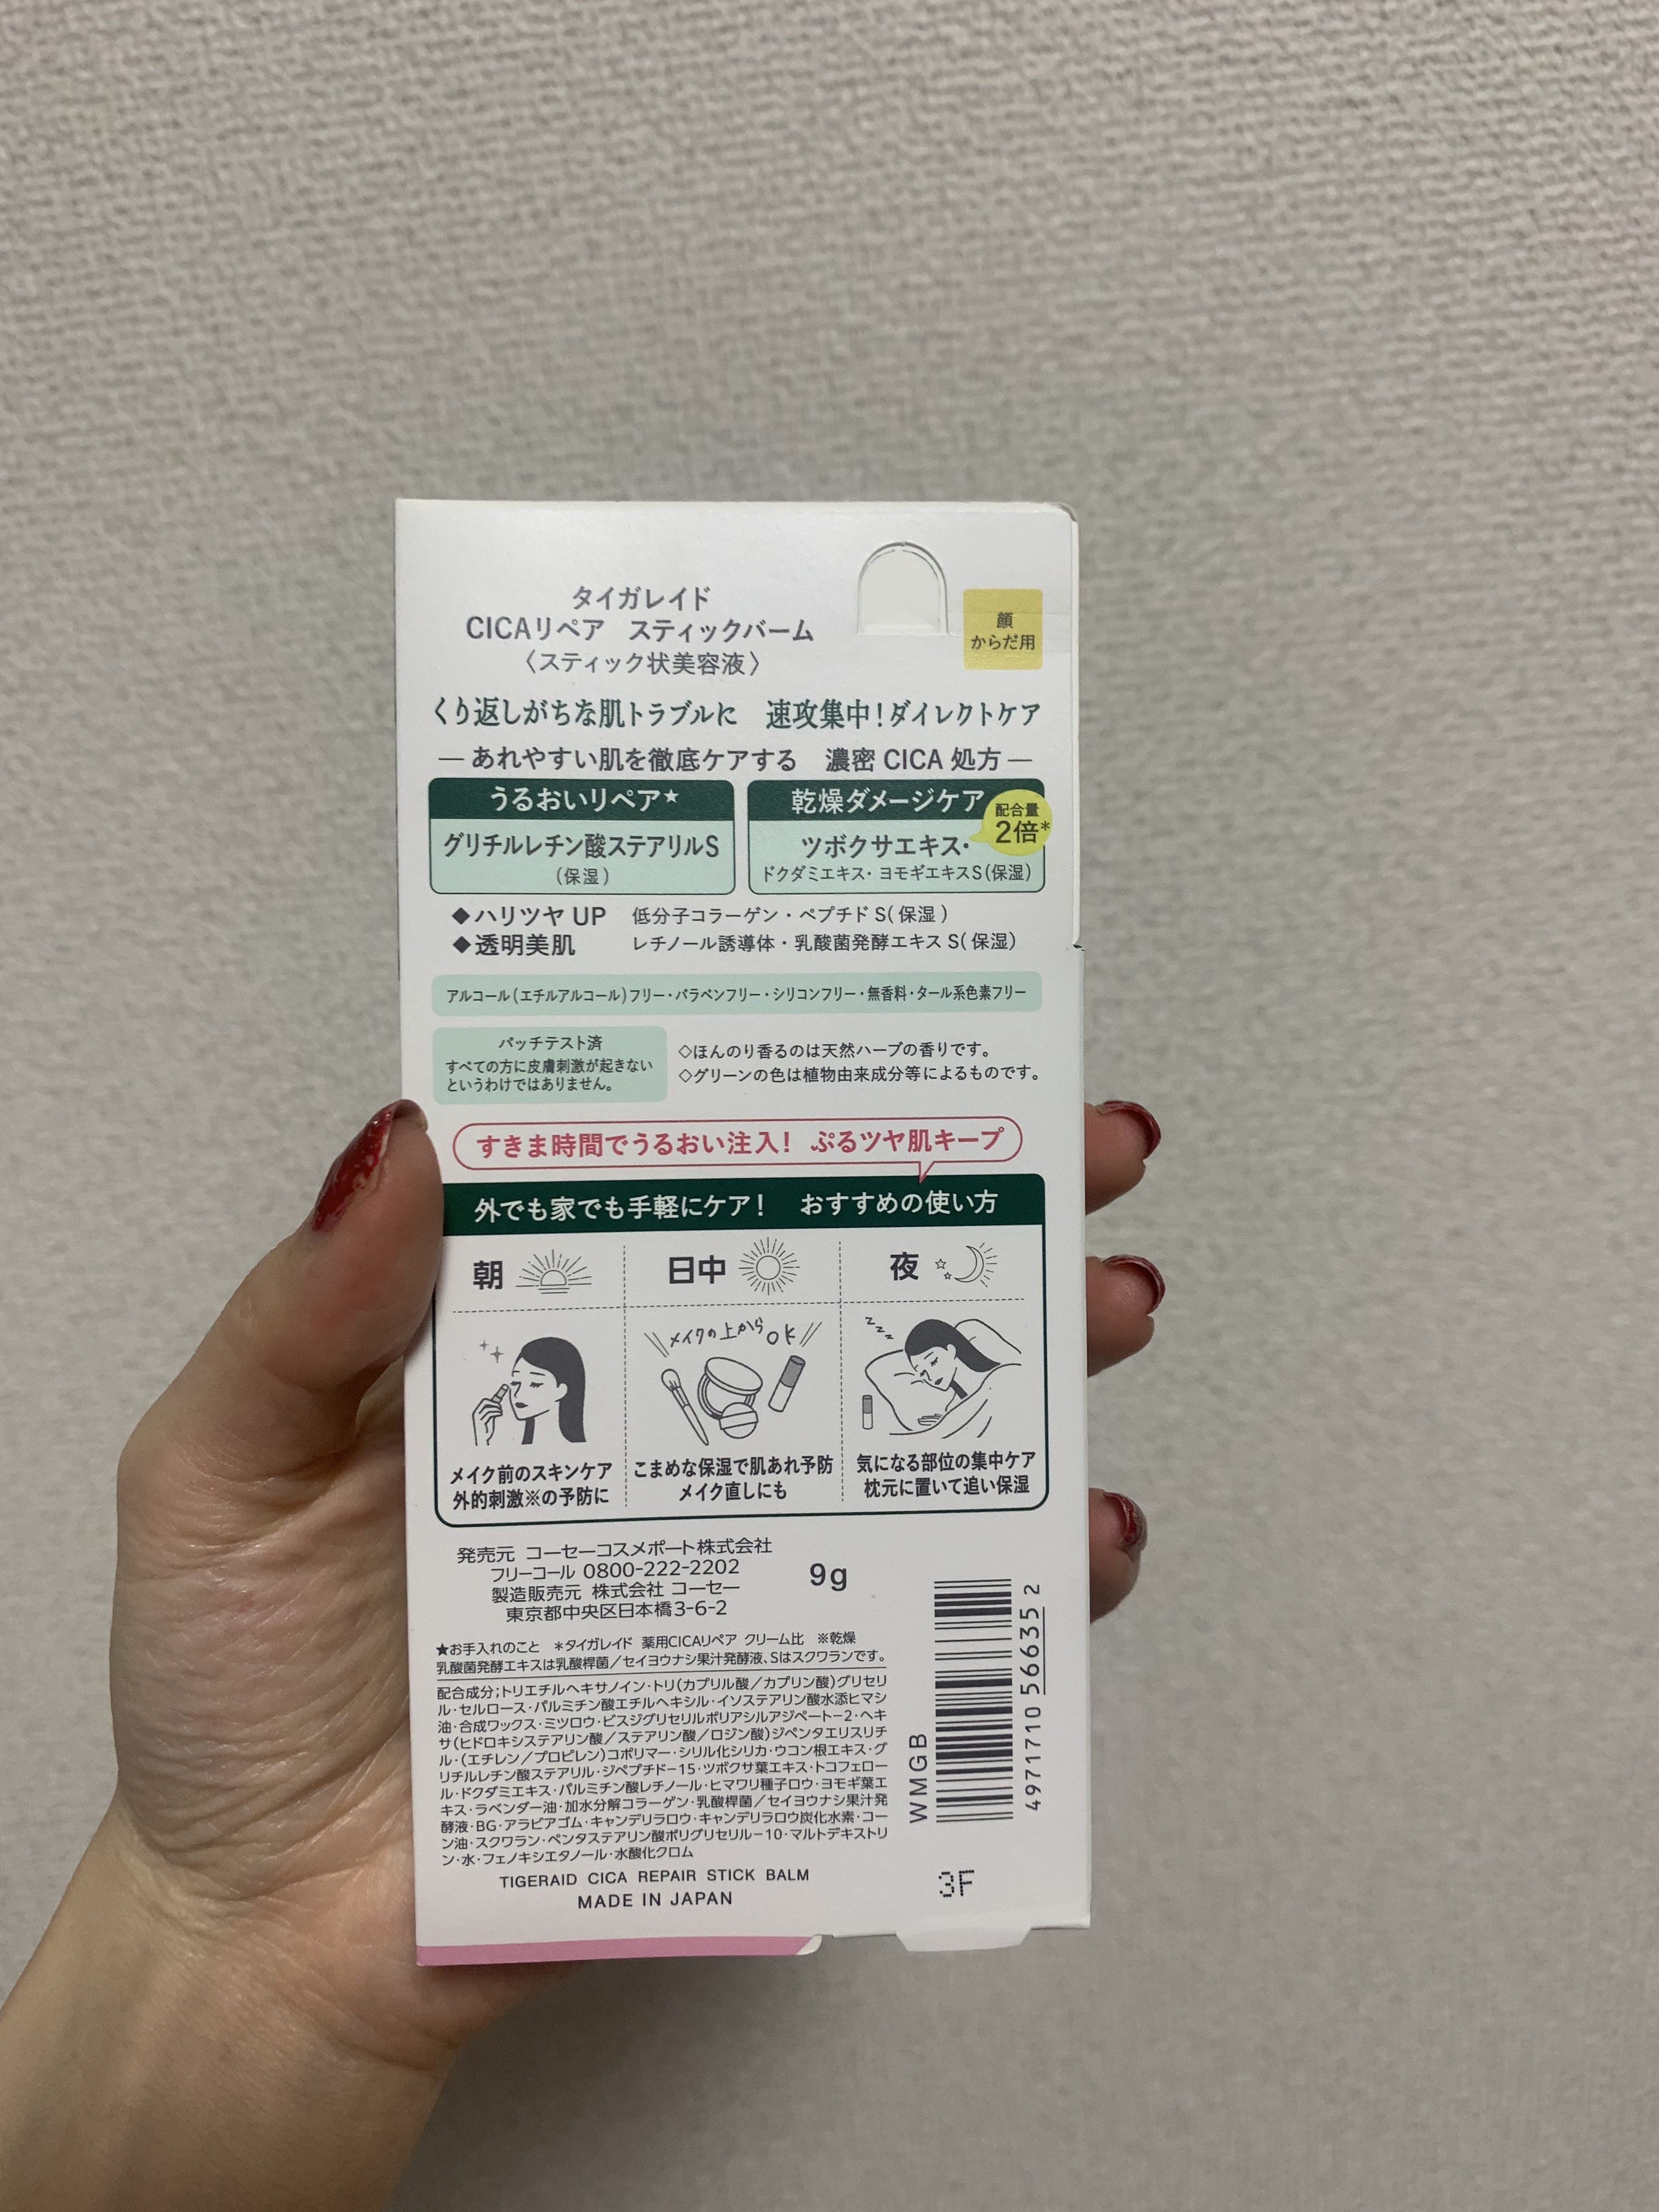 タイガレイド
CICAリペア　スティックバーム
〈スティック状美容液〉
顔
からだ用
くり返しがちな肌トラブルに　速攻集中！ダイレクトケア
― あれやすい肌を徹底ケアする　濃密 CICA 処方 ―
うるおいリペア★
グリチルレチン酸ステアリルS
（保湿）
乾燥ダメージケア
配合量
2倍*
ツボクサエキス・
ドクダミエキス・ヨモギエキスS（保湿）
◆ハリツヤ UP　低分子コラーゲン・ペプチド S（保湿）
◆透明美肌　レチノール誘導体・乳酸菌発酵エキス S（保湿）
アルコール（エチルアルコール）フリー・パラベンフリー・シリコンフリー・無香料・タール系色素フリー
パッチテスト済
すべての方に皮膚刺激が起きない
というわけではありません。
◇ほんのり香るのは天然ハーブの香りです。
◇グリーンの色は植物由来成分等によるものです。
すきま時間でうるおい注入！ ぷるツヤ肌キープ
外でも家でも手軽にケア！　おすすめの使い方
朝
メイク前のスキンケア
外的刺激※の予防に
日中
メイクの上からOK
こまめな保湿で肌あれ予防
メイク直しにも
夜
zzz
気になる部位の集中ケア
枕元に置いて追い保湿
発売元 コーセーコスメポート株式会社
フリーコール 0800-222-2202
製造販売元 株式会社 コーセー
東京都中央区日本橋3-6-2
9g
★お手入れのこと　＊タイガレイド 薬用CICAリペア クリーム比　※乾燥
乳酸菌発酵エキスは乳酸桿菌／セイヨウナシ果汁発酵液、Sはスクワランです。
配合成分；トリエチルヘキサノイン・トリ（カプリル酸／カプリン酸）グリセリ
ル・セルロース・パルミチン酸エチルヘキシル・イソステアリン酸水添ヒマシ
油・合成ワックス・ミツロウ・ビスジグリセリルポリアシルアジペート－2・ヘキ
サ（ヒドロキシステアリン酸／ステアリン酸／ロジン酸）ジペンタエリスリチ
ル・（エチレン／プロピレン）コポリマー・シリル化シリカ・ウコン根エキス・グ
リチルレチン酸ステアリル・ジペプチド－15・ツボクサ葉エキス・トコフェロー
ル・ドクダミエキス・パルミチン酸レチノール・ヒマワリ種子ロウ・ヨモギ葉エ
キス・ラベンダー油・加水分解コラーゲン・乳酸桿菌／セイヨウナシ果汁発
酵液・BG・アラビアゴム・キャンデリラロウ・キャンデリラロウ炭化水素・コー
ン油・スクワラン・ペンタステアリン酸ポリグリセリル－10・マルトデキストリ
ン・水・フェノキシエタノール・水酸化クロム
TIGERAID CICA REPAIR STICK BALM
MADE IN JAPAN
WMGB
4971710 566352
3F